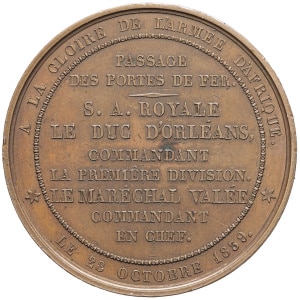 A LA GLOIRE DE L'ARMÉE D'AFRIQUE.
PASSAGE
DES PORTES DE FER.
S. A. ROYALE
LE DUC D'ORLÉANS,
COMMANDANT
LA PREMIÈRE DIVISION.
LE MARÉCHAL VALÉE
COMMANDANT
EN CHEF.
LE 28 OCTOBRE 1839.